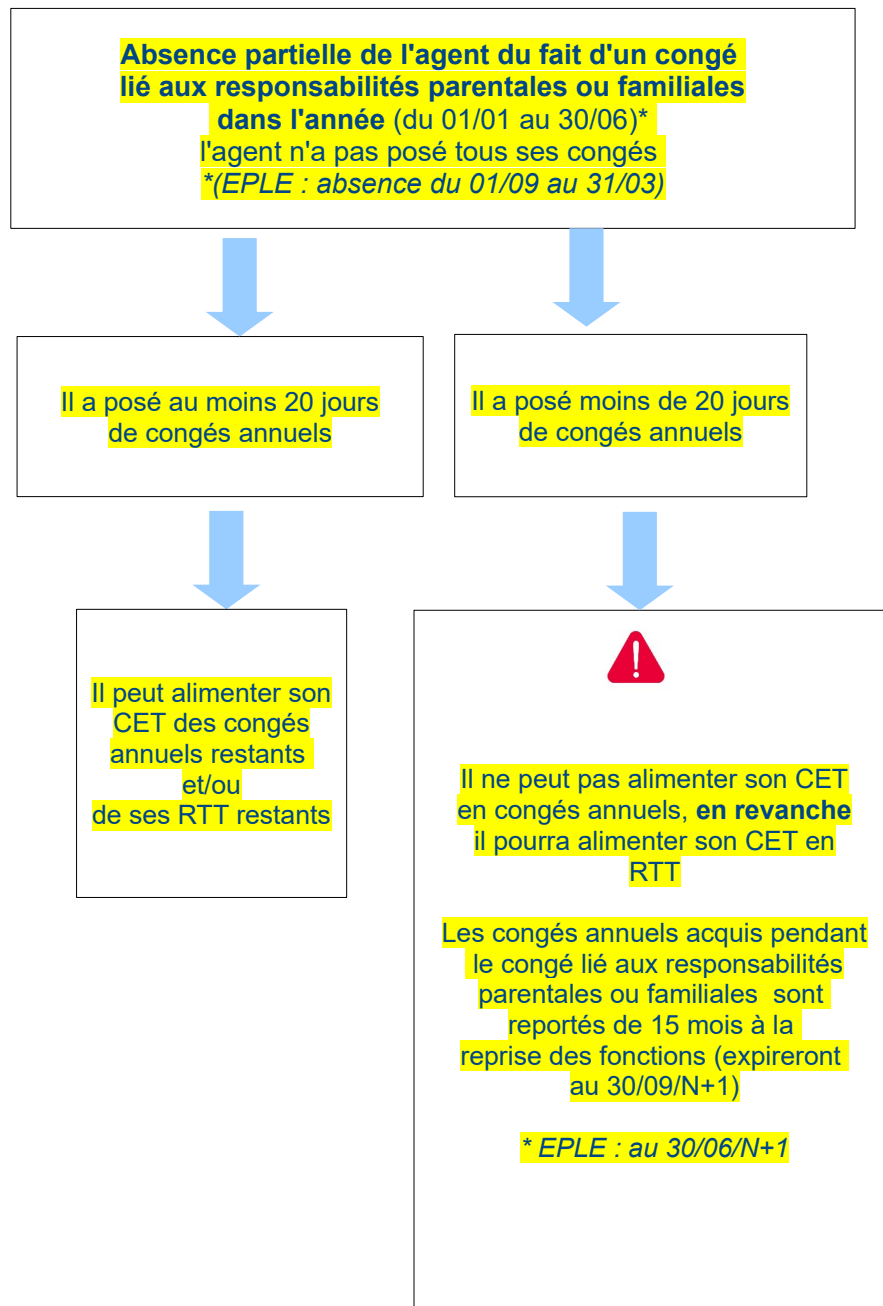 Absence partielle de l'agent du fait d'un congé
lié aux responsabilités parentales ou familiales
dans l'année (du 01/01 au 30/06)*
l'agent n'a pas posé tous ses congés
*(EPLE : absence du 01/09 au 31/03)
Il a posé au moins 20 jours
de congés annuels
Il a posé moins de 20 jours
de congés annuels
Il peut alimenter son
CET des congés
annuels restants
et/ou
de ses RTT restants
Il ne peut pas alimenter son CET
en congés annuels, en revanche
il pourra alimenter son CET en
RTT
Les congés annuels acquis pendant
le congé lié aux responsabilités
parentales ou familiales sont
reportés de 15 mois à la
reprise des fonctions (expireront
au 30/09/N+1)
* EPLE : au 30/06/N+1